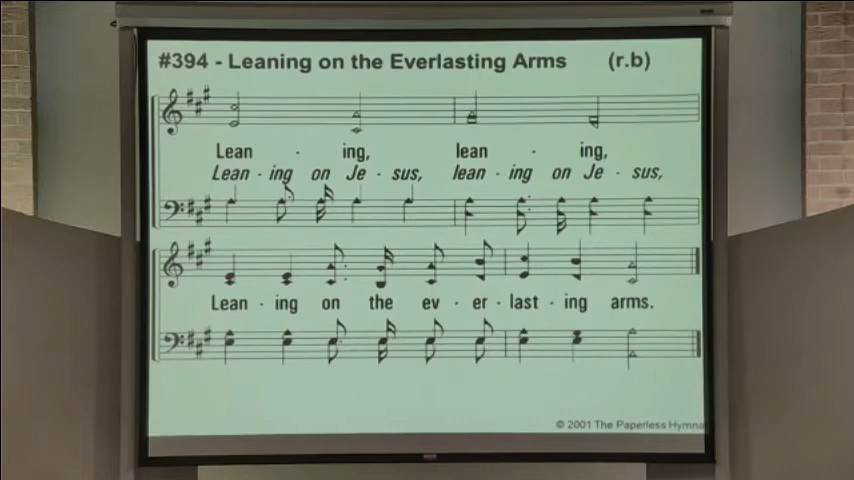 #394 - Leaning on the Everlasting Arms (r.b)
Lean · ing, lean · ing,
Lean · ing on Je · sus, lean · ing on Je · sus,
Lean · ing on the ev · er · last · ing arms.
© 2001 The Paperless Hymna